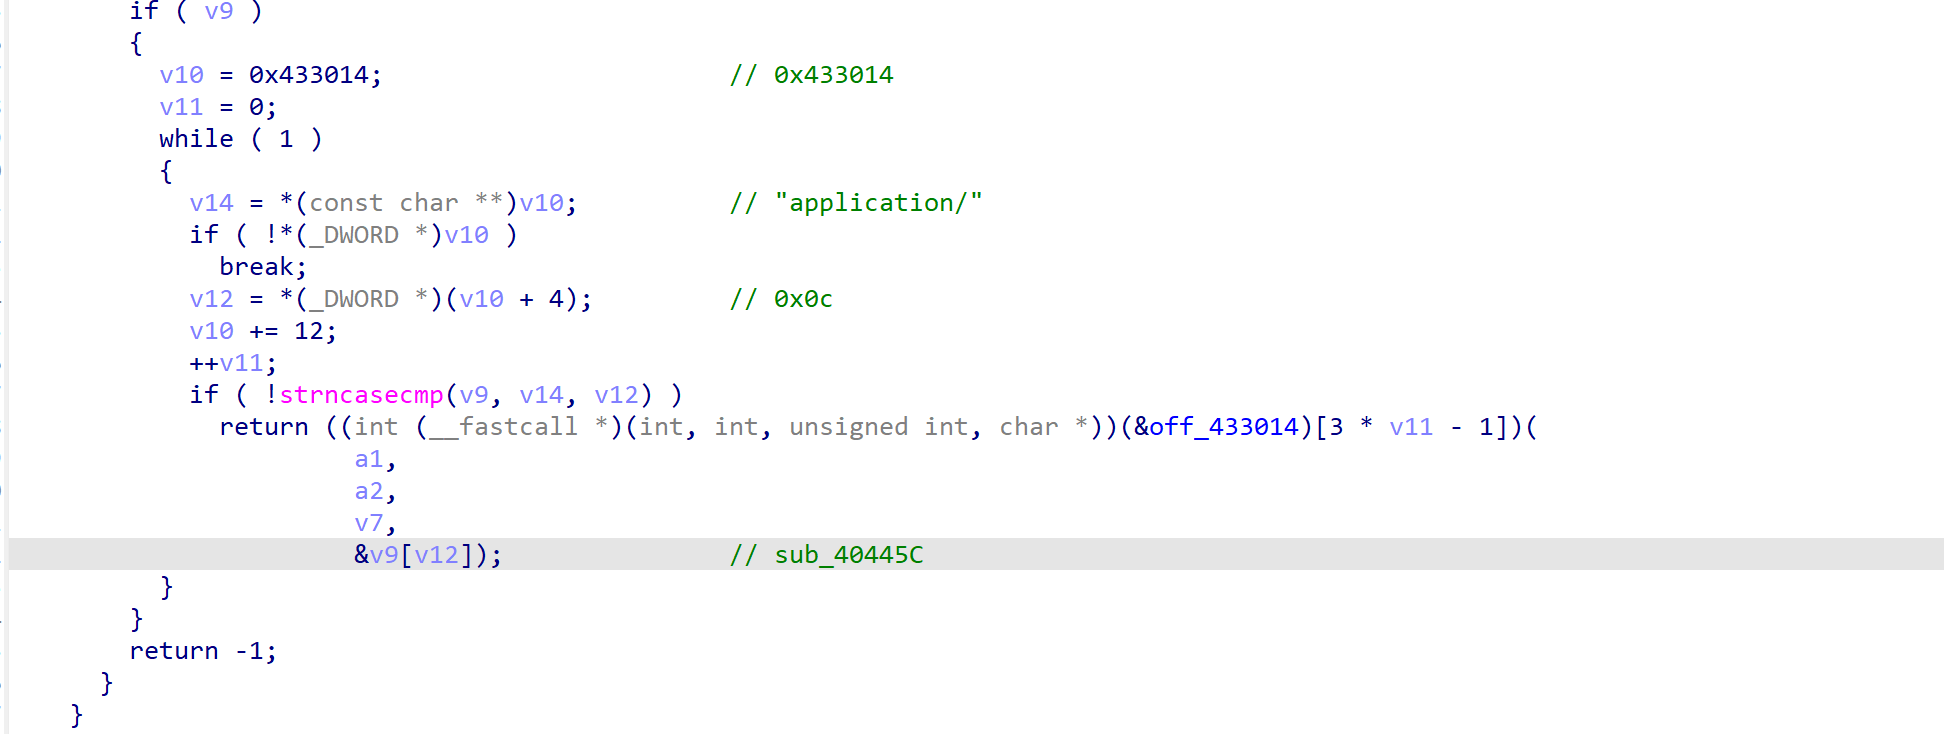 if ( v9 )
{
v10 = 0x433014; // 0x433014
v11 = 0;
while ( 1 )
{
v14 = *(const char **)v10; // "application/"
if ( !*(_DWORD *)v10 )
break;
v12 = *(_DWORD *)(v10 + 4); // 0x0c
v10 += 12;
++v11;
if ( !strncasecmp(v9, v14, v12) )
return ((int (__fastcall *)(int, int, unsigned int, char *))(&off_433014)[3 * v11 - 1])(
a1,
a2,
v7,
&v9[v12]); // sub_40445C
}
}
return -1;
}
}